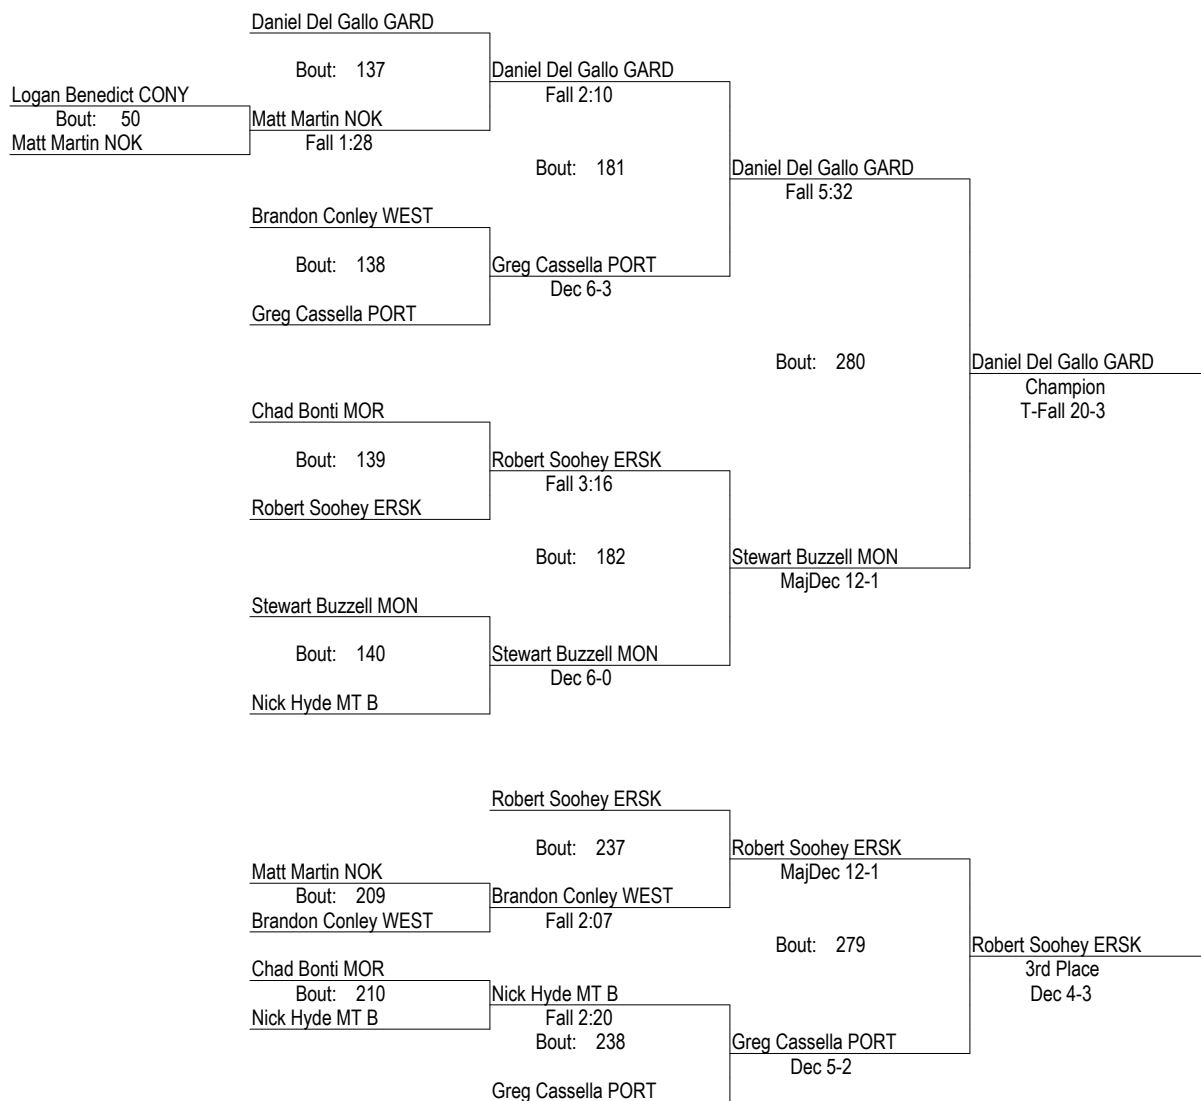 Daniel Del Gallo GARD
Bout: 137
Daniel Del Gallo GARD
Fall 2:10
Logan Benedict CONY
Bout: 50
Matt Martin NOK
Matt Martin NOK
Fall 1:28
Bout: 181
Daniel Del Gallo GARD
Fall 5:32
Brandon Conley WEST
Bout: 138
Greg Cassella PORT
Dec 6-3
Greg Cassella PORT
Bout: 280
Daniel Del Gallo GARD
Champion
T-Fall 20-3
Chad Bonti MOR
Bout: 139
Robert Soohey ERSK
Fall 3:16
Robert Soohey ERSK
Bout: 182
Stewart Buzzell MON
MajDec 12-1
Stewart Buzzell MON
Bout: 140
Stewart Buzzell MON
Dec 6-0
Nick Hyde MT B
Robert Soohey ERSK
Bout: 237
Robert Soohey ERSK
MajDec 12-1
Matt Martin NOK
Bout: 209
Brandon Conley WEST
Brandon Conley WEST
Fall 2:07
Bout: 279
Robert Soohey ERSK
3rd Place
Dec 4-3
Chad Bonti MOR
Bout: 210
Nick Hyde MT B
Nick Hyde MT B
Fall 2:20
Bout: 238
Greg Cassella PORT
Dec 5-2
Greg Cassella PORT